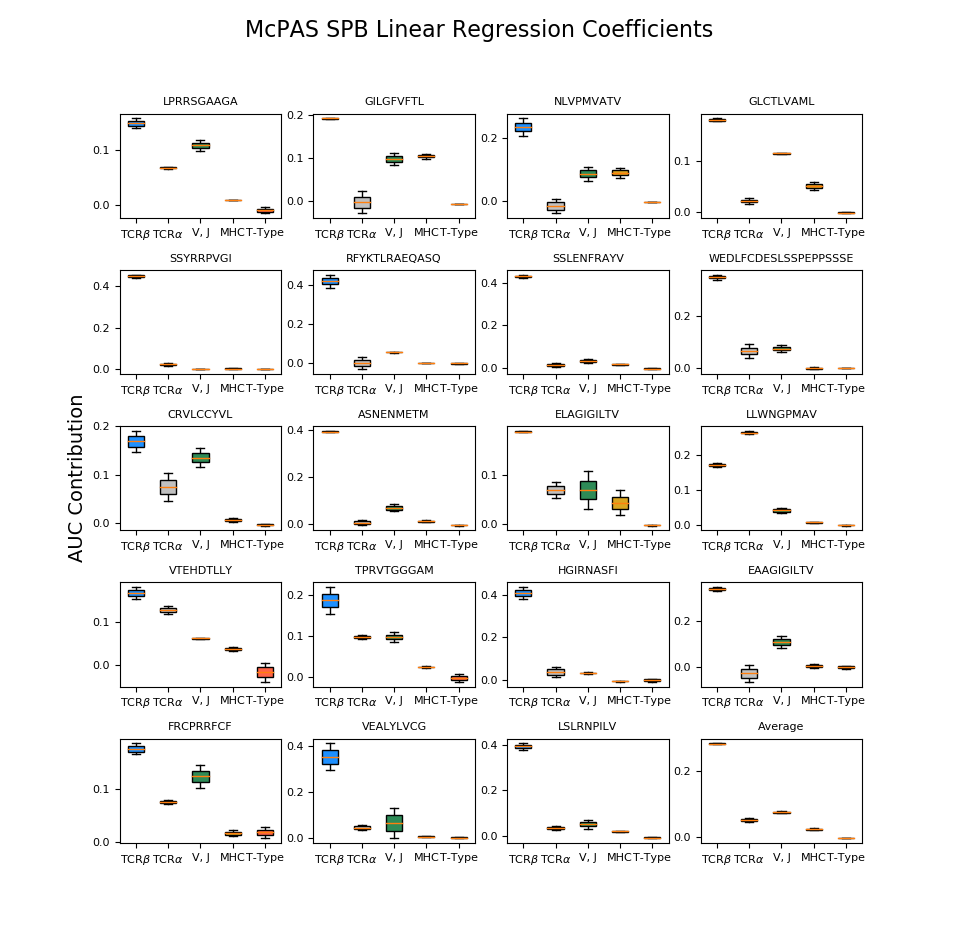 McPAS SPB Linear Regression Coefficients
AUC Contribution
LPRRSGAAGA
0.1
0.0
TCRβ TCRα V, J MHC T-Type
GILGFVFTL
0.2
0.1
0.0
TCRβ TCRα V, J MHC T-Type
NLVPMVATV
0.2
0.0
TCRβ TCRα V, J MHC T-Type
GLCTLVAML
0.1
0.0
TCRβ TCRα V, J MHC T-Type
SSYRRPVGI
0.4
0.2
0.0
TCRβ TCRα V, J MHC T-Type
RFYKTLRAEQASQ
0.4
0.2
0.0
TCRβ TCRα V, J MHC T-Type
SSLENFRAYV
0.4
0.2
0.0
TCRβ TCRα V, J MHC T-Type
WEDLFCDESLSSPEPPSSSE
0.2
0.0
TCRβ TCRα V, J MHC T-Type
CRVLCCYVL
0.2
0.1
0.0
TCRβ TCRα V, J MHC T-Type
ASNENMETM
0.4
0.2
0.0
TCRβ TCRα V, J MHC T-Type
ELAGIGILTV
0.1
0.0
TCRβ TCRα V, J MHC T-Type
LLWNGPMAV
0.2
0.1
0.0
TCRβ TCRα V, J MHC T-Type
VTEHDTLLY
0.1
0.0
TCRβ TCRα V, J MHC T-Type
TPRVTGGGAM
0.2
0.1
0.0
TCRβ TCRα V, J MHC T-Type
HGIRNASFI
0.4
0.2
0.0
TCRβ TCRα V, J MHC T-Type
EAAGIGILTV
0.2
0.0
TCRβ TCRα V, J MHC T-Type
FRCPRRFCF
0.1
0.0
TCRβ TCRα V, J MHC T-Type
VEALYLVCG
0.4
0.2
0.0
TCRβ TCRα V, J MHC T-Type
LSLRNPILV
0.4
0.2
0.0
TCRβ TCRα V, J MHC T-Type
Average
0.2
0.0
TCRβ TCRα V, J MHC T-Type